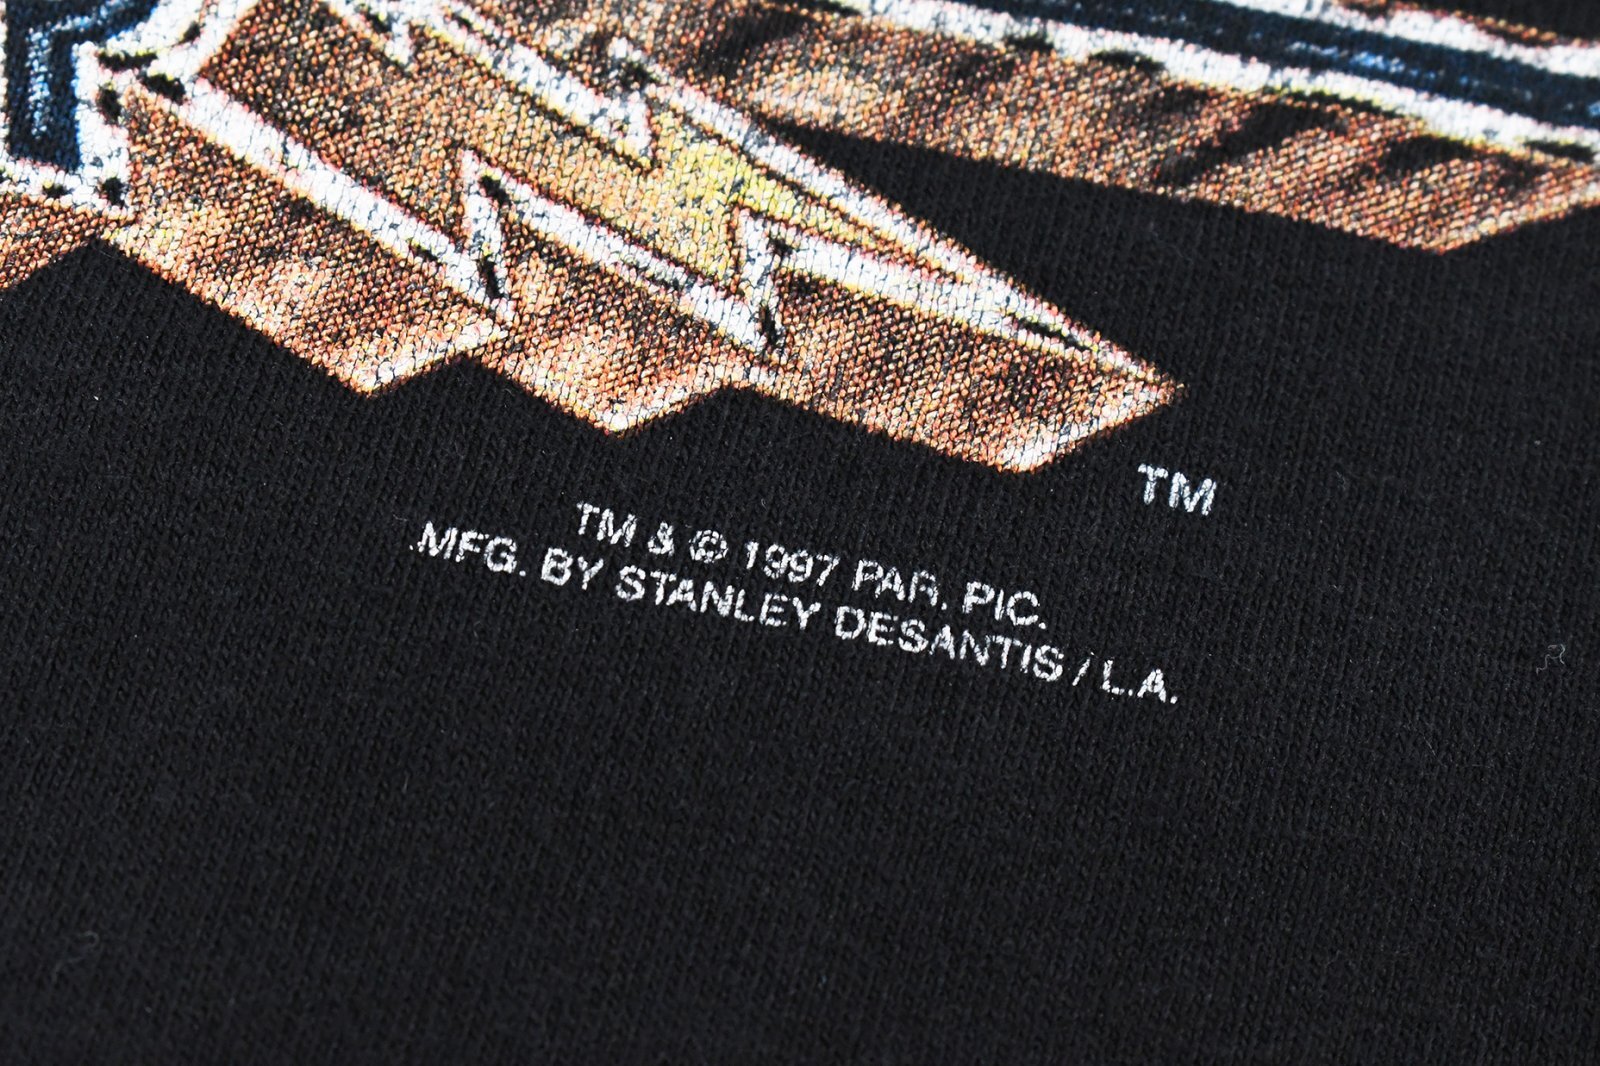 TM
TM & © 1997 PAR. PIC.
MFG. BY STANLEY DESANTIS / L.A.